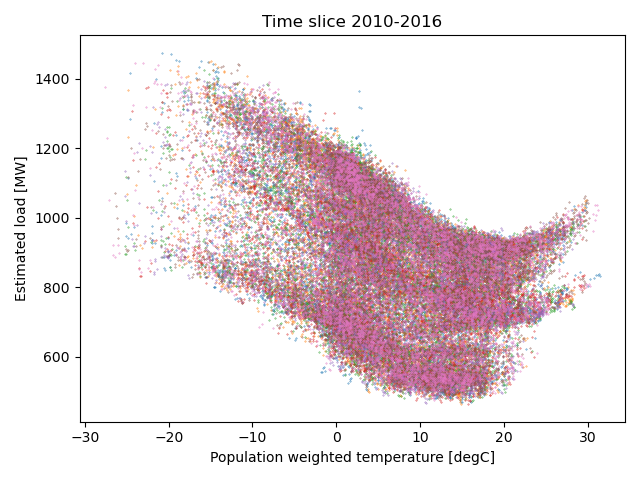 Time slice 2010-2016
Estimated load [MW]
1400
1200
1000
800
600
−30 −20 −10 0 10 20 30
Population weighted temperature [degC]